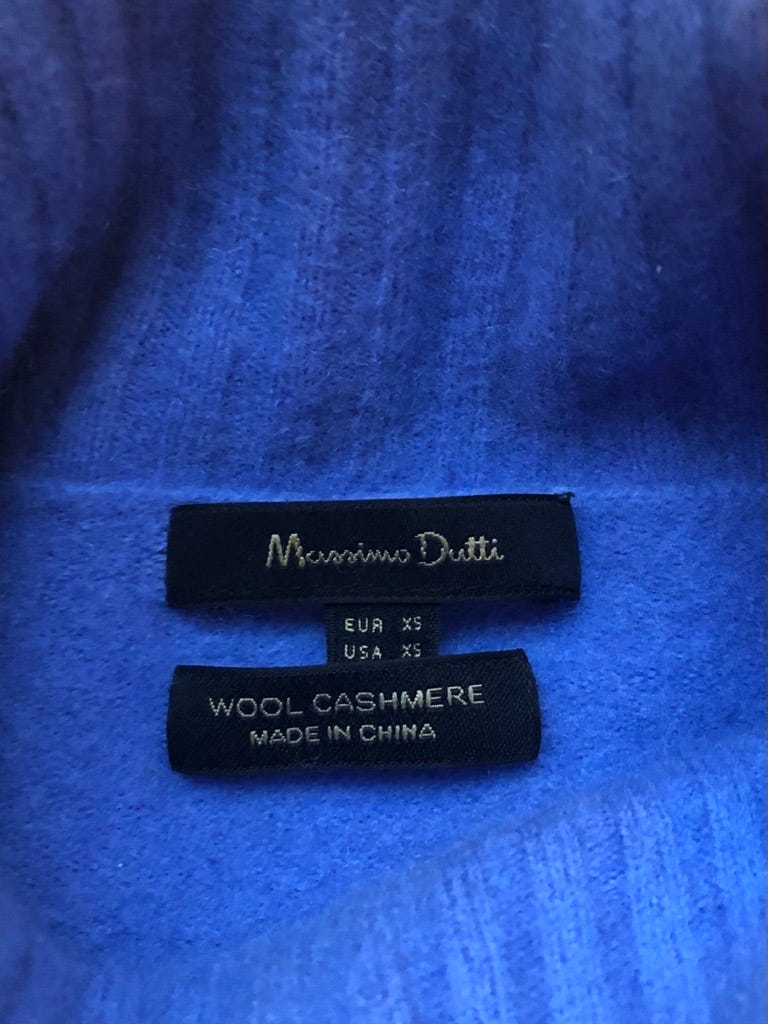 Massimo Dutti
EUR XS
USA XS
WOOL CASHMERE
MADE IN CHINA